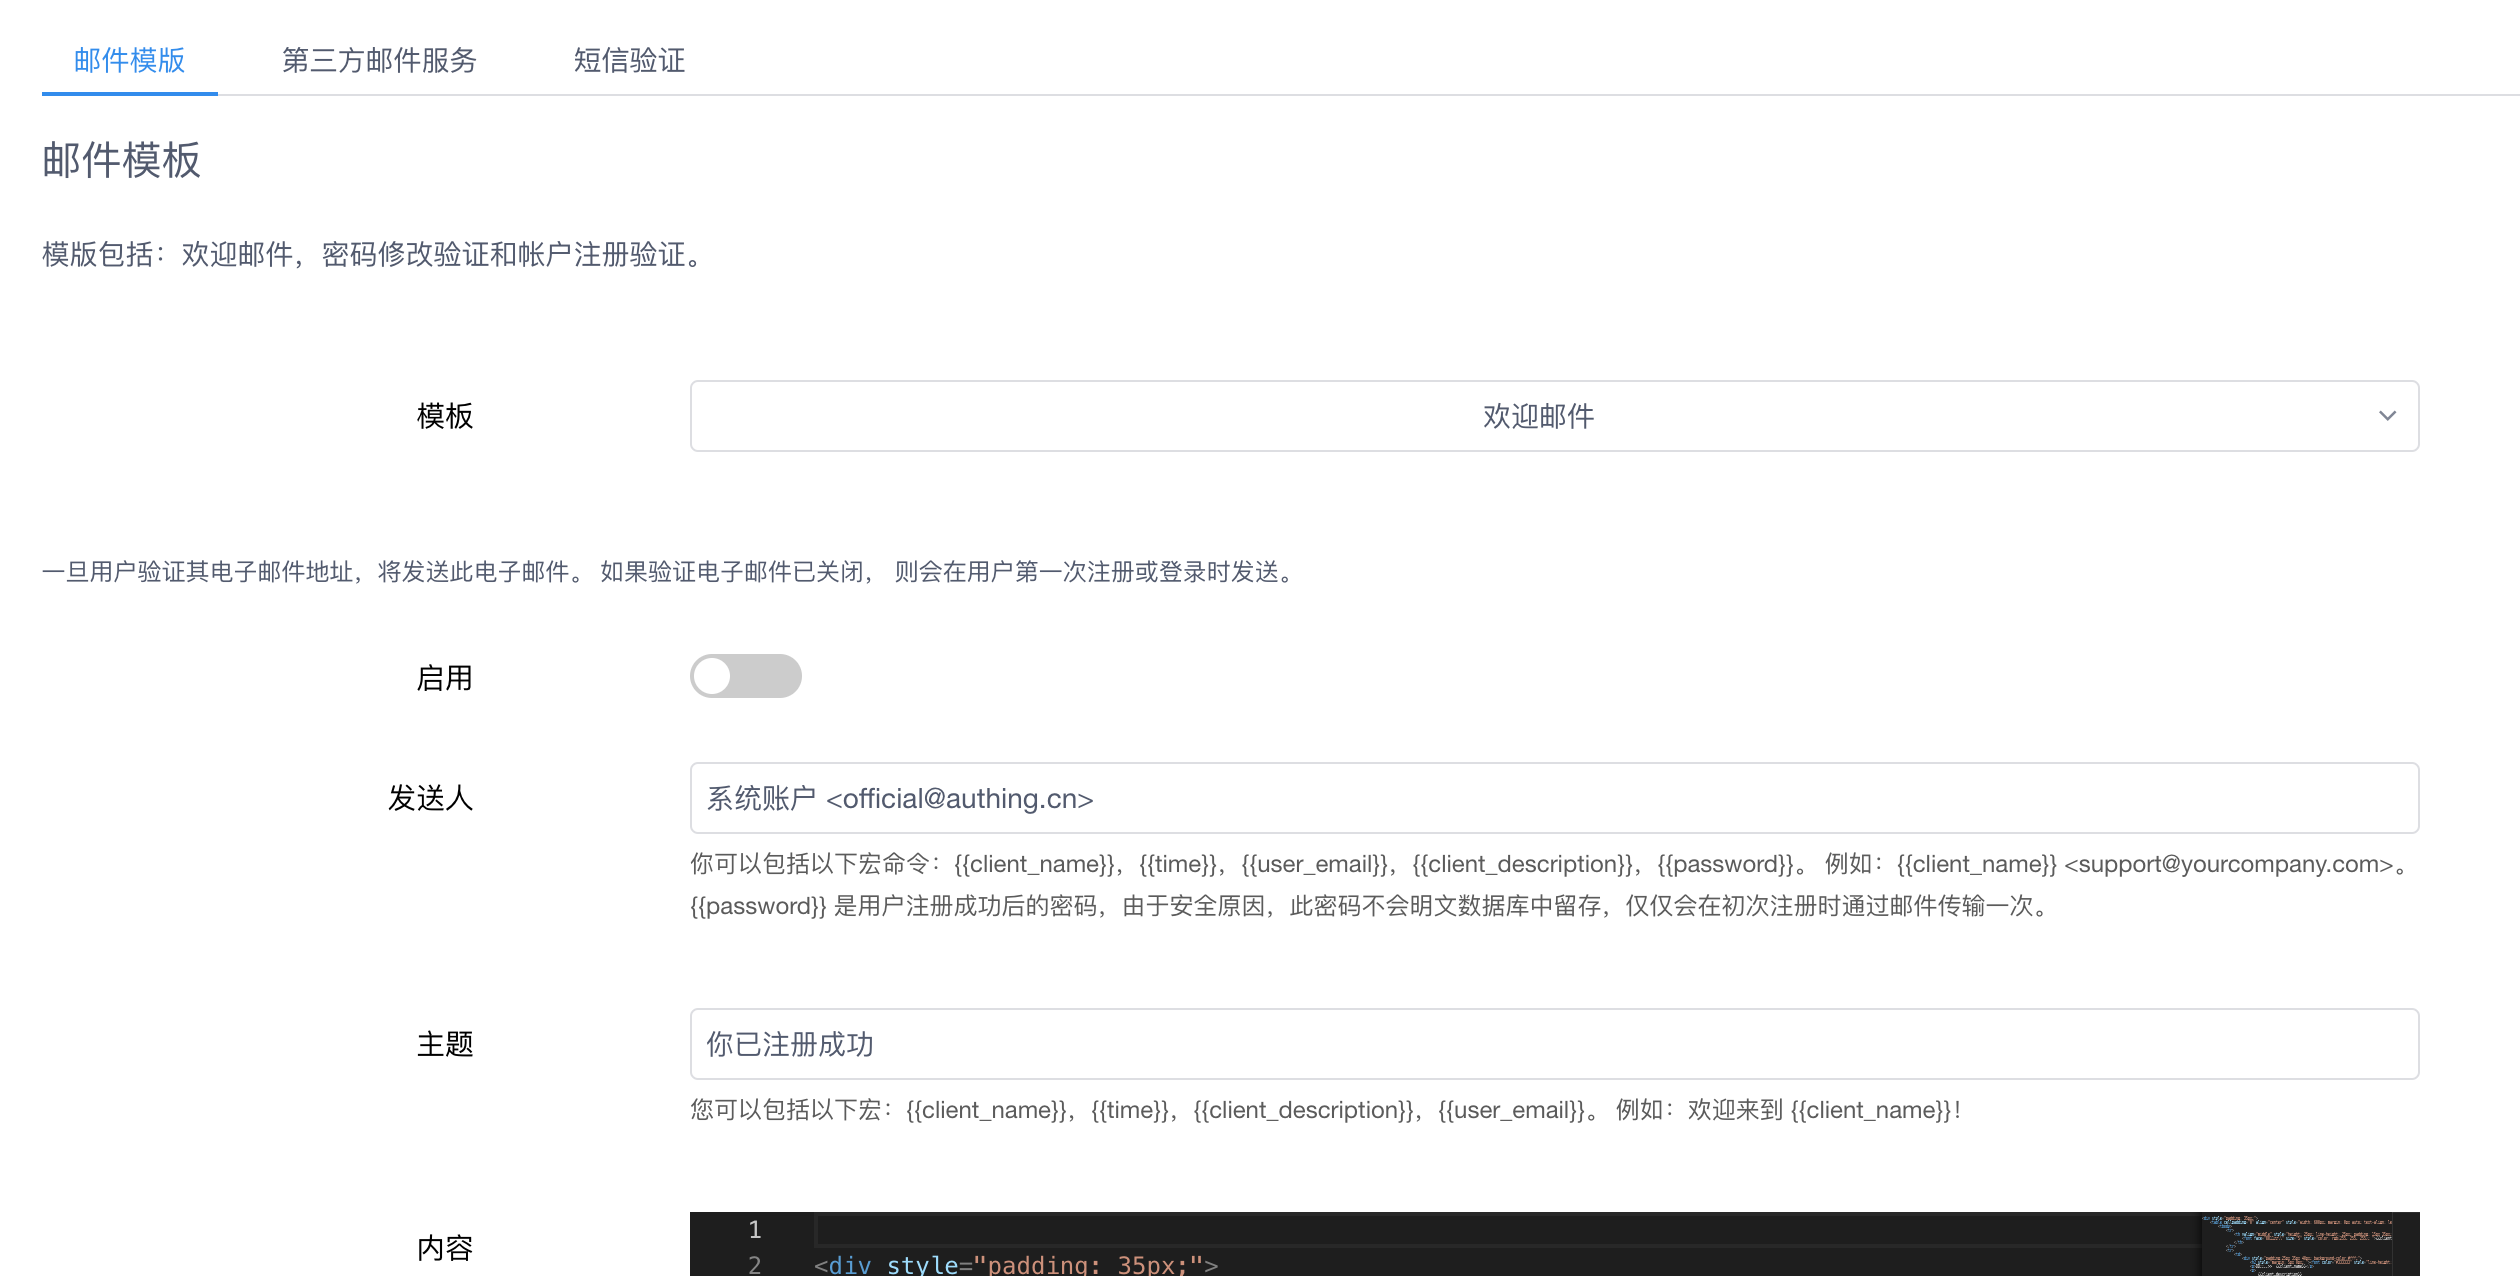 邮件模版
第三方邮件服务
短信验证
邮件模板
模版包括：欢迎邮件，密码修改验证和帐户注册验证。
模板
欢迎邮件
一旦用户验证其电子邮件地址，将发送此电子邮件。 如果验证电子邮件已关闭， 则会在用户第一次注册或登录时发送。
启用
发送人
系统账户 <official@authing.cn>
你可以包括以下宏命令：{{client_name}}，{{time}}，{{user_email}}，{{client_description}}，{{password}}。 例如：{{client_name}} <support@yourcompany.com>。
{{password}} 是用户注册成功后的密码，由于安全原因，此密码不会明文数据库中留存，仅仅会在初次注册时通过邮件传输一次。
主题
你已注册成功
您可以包括以下宏：{{client_name}}，{{time}}，{{client_description}}，{{user_email}}。 例如：欢迎来到 {{client_name}}！
内容
1
2 <div style="padding: 35px;">